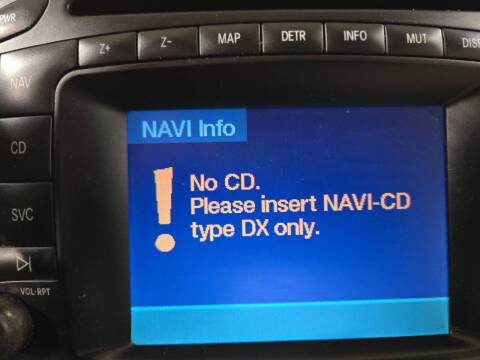 PWR
Z+ Z- MAP DETR INFO MUT
NAV
CD
SVC
VOL·RPT
NAVI Info
No CD.
Please insert NAVI-CD
type DX only.